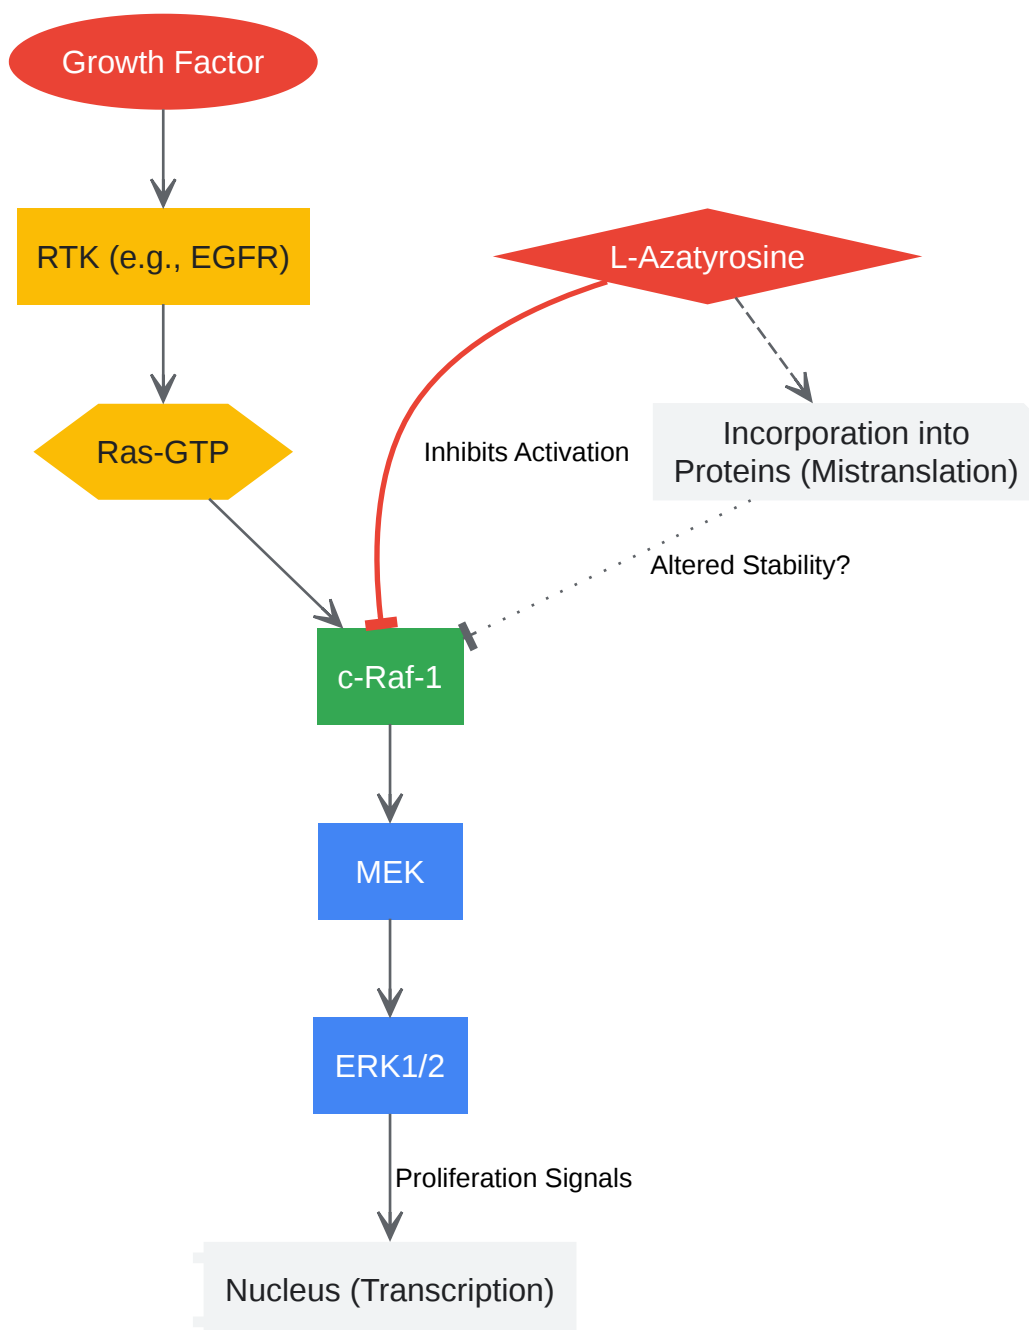 Growth Factor
RTK (e.g., EGFR)
L-Azatyrosine
Ras-GTP
Inhibits Activation
Incorporation into
Proteins (Mistranslation)
Altered Stability?
c-Raf-1
MEK
ERK1/2
Proliferation Signals
Nucleus (Transcription)